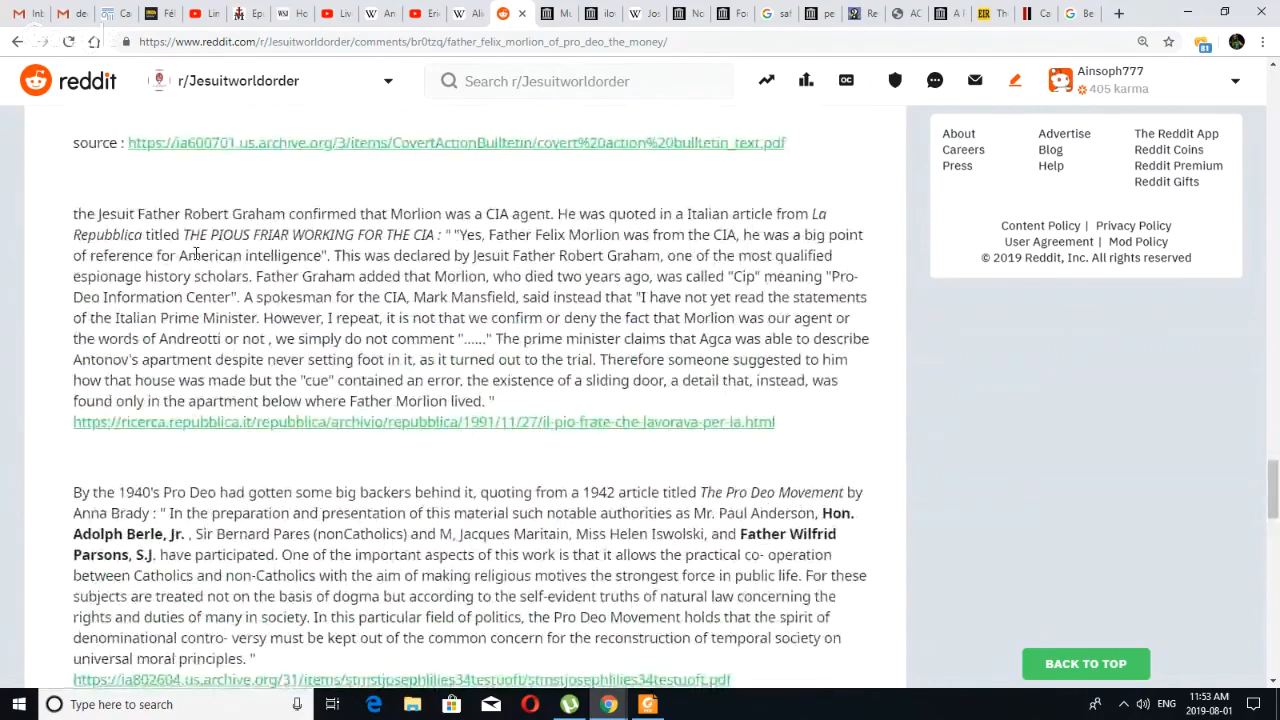 Li
Ho
Liv
En
https://www.reddit.com/r/Jesuitworldorder/comments/br0tzq/father_felix_morlion_of_pro_deo_the_money/
81
reddit
r/Jesuitworldorder
Search r/Jesuitworldorder
Ainsoph777
405 karma
source : https://ia600701.us.archive.org/3/items/CovertActionBulltetin/covert%20action%20bulltetin_text.pdf
the Jesuit Father Robert Graham confirmed that Morlion was a CIA agent. He was quoted in a Italian article from La
Repubblica titled THE PIOUS FRIAR WORKING FOR THE CIA : " "Yes, Father Felix Morlion was from the CIA, he was a big point
of reference for American intelligence". This was declared by Jesuit Father Robert Graham, one of the most qualified
espionage history scholars. Father Graham added that Morlion, who died two years ago, was called "Cip" meaning "Pro-
Deo Information Center". A spokesman for the CIA, Mark Mansfield, said instead that "I have not yet read the statements
of the Italian Prime Minister. However, I repeat, it is not that we confirm or deny the fact that Morlion was our agent or
the words of Andreotti or not , we simply do not comment "......" The prime minister claims that Agca was able to describe
Antonov's apartment despite never setting foot in it, as it turned out to the trial. Therefore someone suggested to him
how that house was made but the "cue" contained an error, the existence of a sliding door, a detail that, instead, was
found only in the apartment below where Father Morlion lived. "
https://ricerca.repubblica.it/repubblica/archivio/repubblica/1991/11/27/il-pio-frate-che-lavorava-per-la.html
By the 1940's Pro Deo had gotten some big backers behind it, quoting from a 1942 article titled The Pro Deo Movement by
Anna Brady : " In the preparation and presentation of this material such notable authorities as Mr. Paul Anderson, Hon.
Adolph Berle, Jr. , Sir Bernard Pares (nonCatholics) and M, Jacques Maritain, Miss Helen Iswolski, and Father Wilfrid
Parsons, S.J. have participated. One of the important aspects of this work is that it allows the practical co- operation
between Catholics and non-Catholics with the aim of making religious motives the strongest force in public life. For these
subjects are treated not on the basis of dogma but according to the self-evident truths of natural law concerning the
rights and duties of many in society. In this particular field of politics, the Pro Deo Movement holds that the spirit of
denominational contro- versy must be kept out of the common concern for the reconstruction of temporal society on
universal moral principles. "
https://ia802604.us.archive.org/31/items/stmstjosephlilies34testuoft/stmstjosephlilies34testuoft.pdf
About
Advertise
The Reddit App
Careers
Blog
Reddit Coins
Press
Help
Reddit Premium
Reddit Gifts
Content Policy | Privacy Policy
User Agreement | Mod Policy
© 2019 Reddit, Inc. All rights reserved
BACK TO TOP
Type here to search
ENG
11:53 AM
2019-08-01